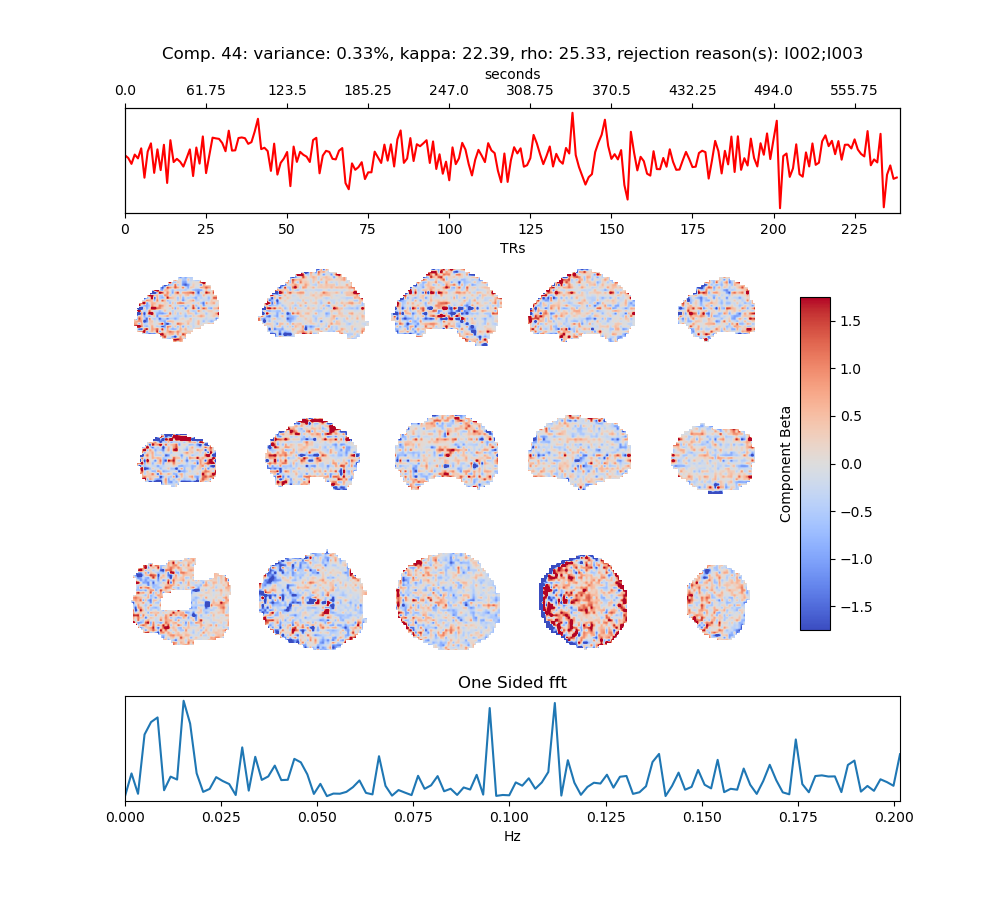 Comp. 44: variance: 0.33%, kappa: 22.39, rho: 25.33, rejection reason(s): I002;I003
seconds
0.0 61.75 123.5 185.25 247.0 308.75 370.5 432.25 494.0 555.75
0 25 50 75 100 125 150 175 200 225
TRs
1.5
1.0
0.5
0.0
−0.5
−1.0
−1.5
Component Beta
One Sided fft
0.000 0.025 0.050 0.075 0.100 0.125 0.150 0.175 0.200
Hz